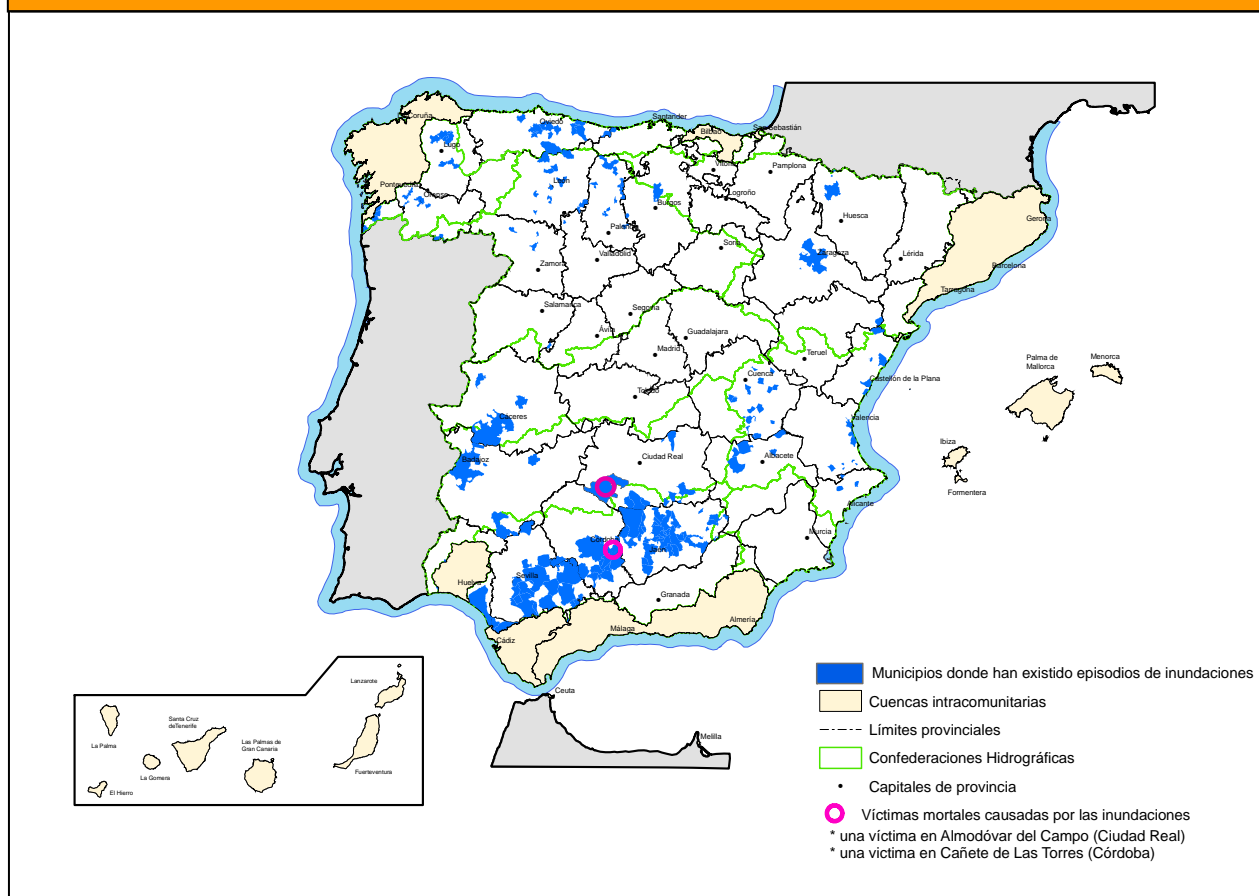 La Coruña
Oviedo
Santander
Bilbao
San Sebastián
Lugo
Vitoria
Pamplona
Pontevedra
Orense
León
Logroño
Burgos
Huesca
Gerona
Palencia
Soria
Zaragoza
Lérida
Barcelona
Zamora
Valladolid
Tarragona
Salamanca
Segovia
Ávila
Guadalajara
Madrid
Teruel
Palma de
Mallorca
Menorca
Cuenca
Castellón de la Plana
Toledo
Cáceres
Valencia
Ibiza
Badajoz
Ciudad Real
Albacete
Formentera
Alicante
Murcia
Córdoba
Jaén
Huelva
Sevilla
Granada
Almería
Málaga
Cádiz
Ceuta
Melilla
Lanzarote
La Palma
Santa Cruz
deTenerife
Las Palmas de
Gran Canaria
La Gomera
Fuerteventura
El Hierro
Municipios donde han existido episodios de inundaciones
Cuencas intracomunitarias
Límites provinciales
Confederaciones Hidrográficas
Capitales de provincia
Víctimas mortales causadas por las inundaciones
* una víctima en Almodóvar del Campo (Ciudad Real)
* una victima en Cañete de Las Torres (Córdoba)